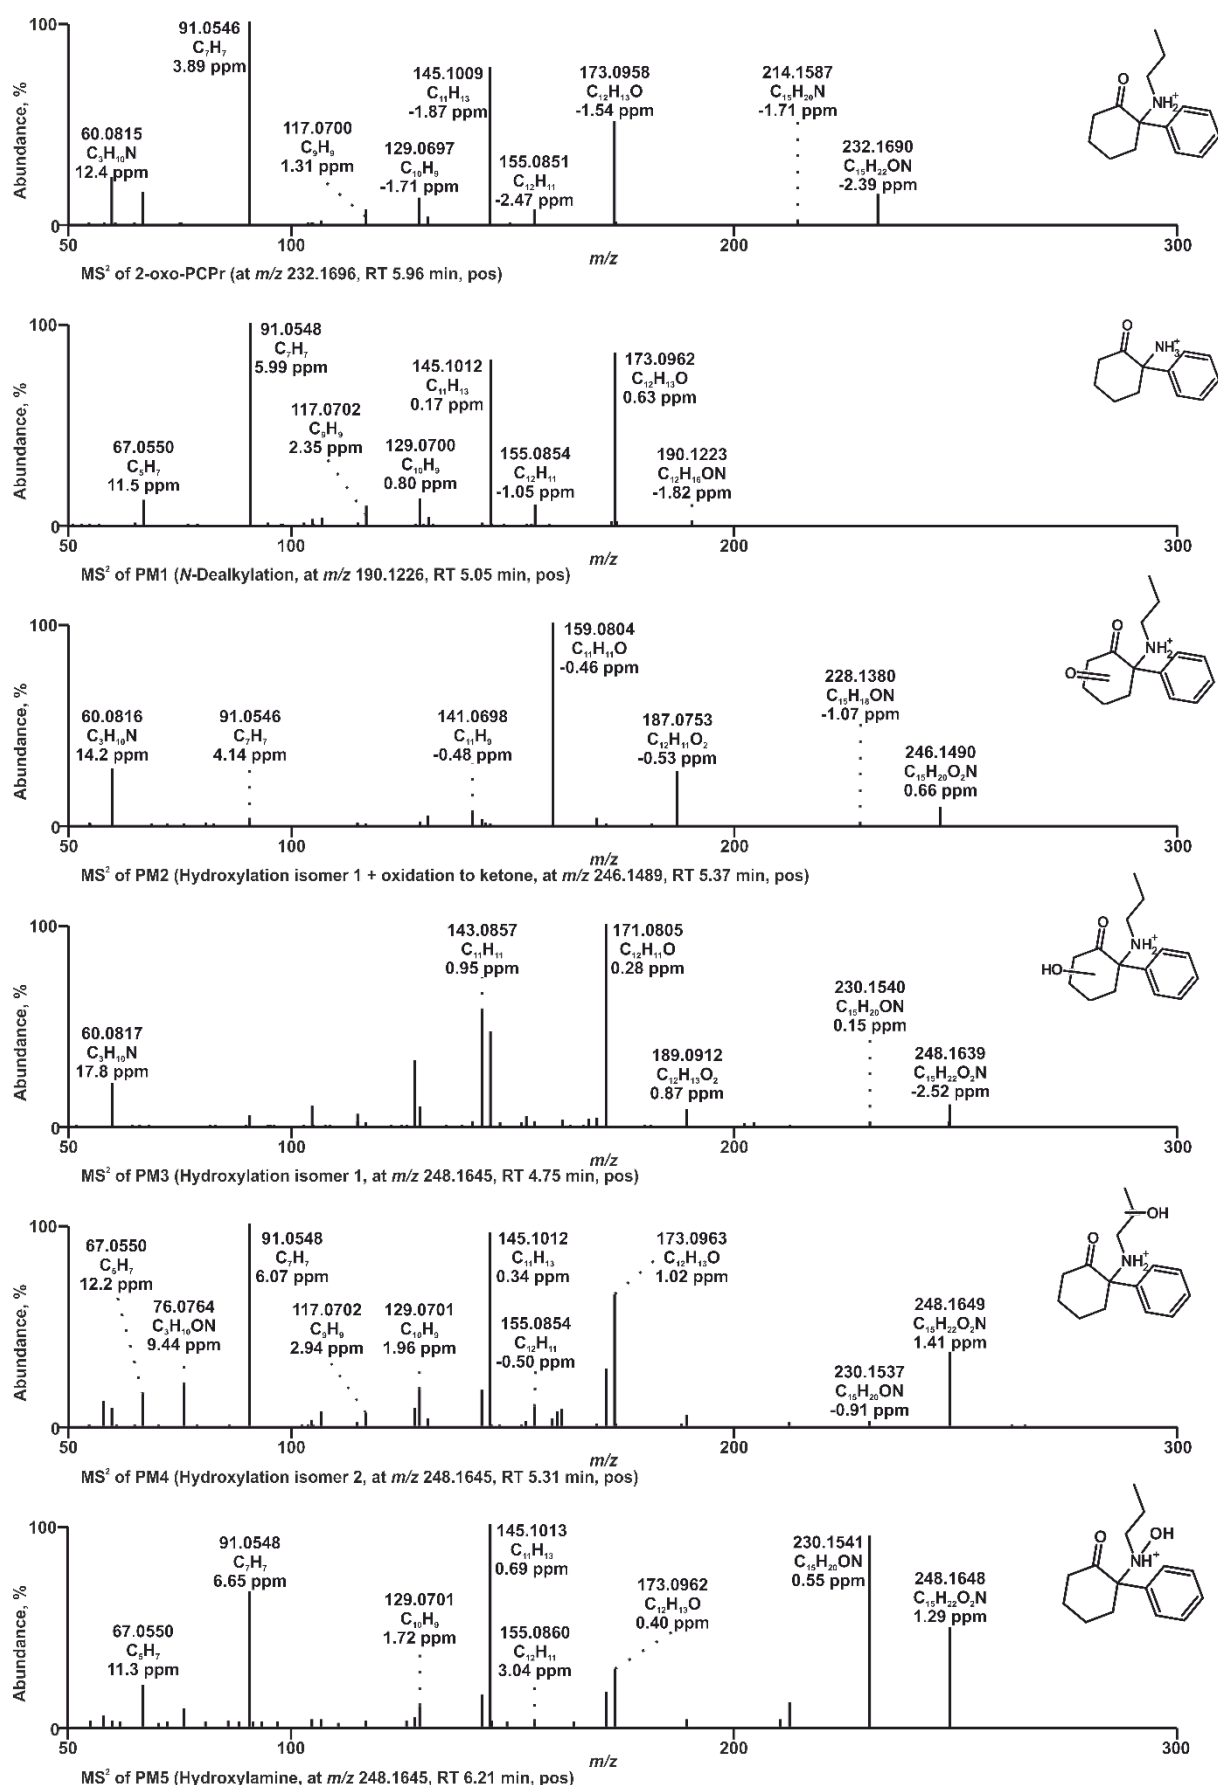 Abundance, %
100
0
50
100
200
300
m/z
60.0815
C₃H₁₀N
12.4 ppm
91.0546
C₇H₇
3.89 ppm
117.0700
C₉H₉
1.31 ppm
129.0697
C₁₀H₉
-1.71 ppm
145.1009
C₁₁H₁₃
-1.87 ppm
155.0851
C₁₂H₁₁
-2.47 ppm
173.0958
C₁₂H₁₃O
-1.54 ppm
214.1587
C₁₅H₂₀N
-1.71 ppm
232.1690
C₁₅H₂₂ON
-2.39 ppm
O
NH₂⁺
MS² of 2-oxo-PCPr (at m/z 232.1696, RT 5.96 min, pos)
Abundance, %
100
0
50
100
200
300
m/z
67.0550
C₅H₇
11.5 ppm
91.0548
C₇H₇
5.99 ppm
117.0702
C₉H₉
2.35 ppm
129.0700
C₁₀H₉
0.80 ppm
145.1012
C₁₁H₁₃
0.17 ppm
155.0854
C₁₂H₁₁
-1.05 ppm
173.0962
C₁₂H₁₃O
0.63 ppm
190.1223
C₁₂H₁₆ON
-1.82 ppm
O
NH₃⁺
MS² of PM1 (N-Dealkylation, at m/z 190.1226, RT 5.05 min, pos)
Abundance, %
100
0
50
100
200
300
m/z
60.0816
C₃H₁₀N
14.2 ppm
91.0546
C₇H₇
4.14 ppm
141.0698
C₁₁H₉
-0.48 ppm
159.0804
C₁₁H₁₁O
-0.46 ppm
187.0753
C₁₂H₁₁O₂
-0.53 ppm
228.1380
C₁₅H₁₈ON
-1.07 ppm
246.1490
C₁₅H₂₀O₂N
0.66 ppm
O
NH₂⁺
O
MS² of PM2 (Hydroxylation isomer 1 + oxidation to ketone, at m/z 246.1489, RT 5.37 min, pos)
Abundance, %
100
0
50
100
200
300
m/z
60.0817
C₃H₁₀N
17.8 ppm
143.0857
C₁₁H₁₁
0.95 ppm
171.0805
C₁₂H₁₁O
0.28 ppm
189.0912
C₁₂H₁₃O₂
0.87 ppm
230.1540
C₁₅H₂₀ON
0.15 ppm
248.1639
C₁₅H₂₂O₂N
-2.52 ppm
O
NH₂⁺
HO
MS² of PM3 (Hydroxylation isomer 1, at m/z 248.1645, RT 4.75 min, pos)
Abundance, %
100
0
50
100
200
300
m/z
67.0550
C₅H₇
12.2 ppm
76.0764
C₃H₁₀ON
9.44 ppm
91.0548
C₇H₇
6.07 ppm
117.0702
C₉H₉
2.94 ppm
129.0701
C₁₀H₉
1.96 ppm
145.1012
C₁₁H₁₃
0.34 ppm
155.0854
C₁₂H₁₁
-0.50 ppm
173.0963
C₁₂H₁₃O
1.02 ppm
230.1537
C₁₅H₂₀ON
-0.91 ppm
248.1649
C₁₅H₂₂O₂N
1.41 ppm
OH
O
NH₂⁺
MS² of PM4 (Hydroxylation isomer 2, at m/z 248.1645, RT 5.31 min, pos)
Abundance, %
100
0
50
100
200
300
m/z
67.0550
C₅H₇
11.3 ppm
91.0548
C₇H₇
6.65 ppm
129.0701
C₁₀H₉
1.72 ppm
145.1013
C₁₁H₁₃
0.69 ppm
155.0860
C₁₂H₁₁
3.04 ppm
173.0962
C₁₂H₁₃O
0.40 ppm
230.1541
C₁₅H₂₀ON
0.55 ppm
248.1648
C₁₅H₂₂O₂N
1.29 ppm
O
OH
NH⁺
MS² of PM5 (Hydroxylamine, at m/z 248.1645, RT 6.21 min, pos)